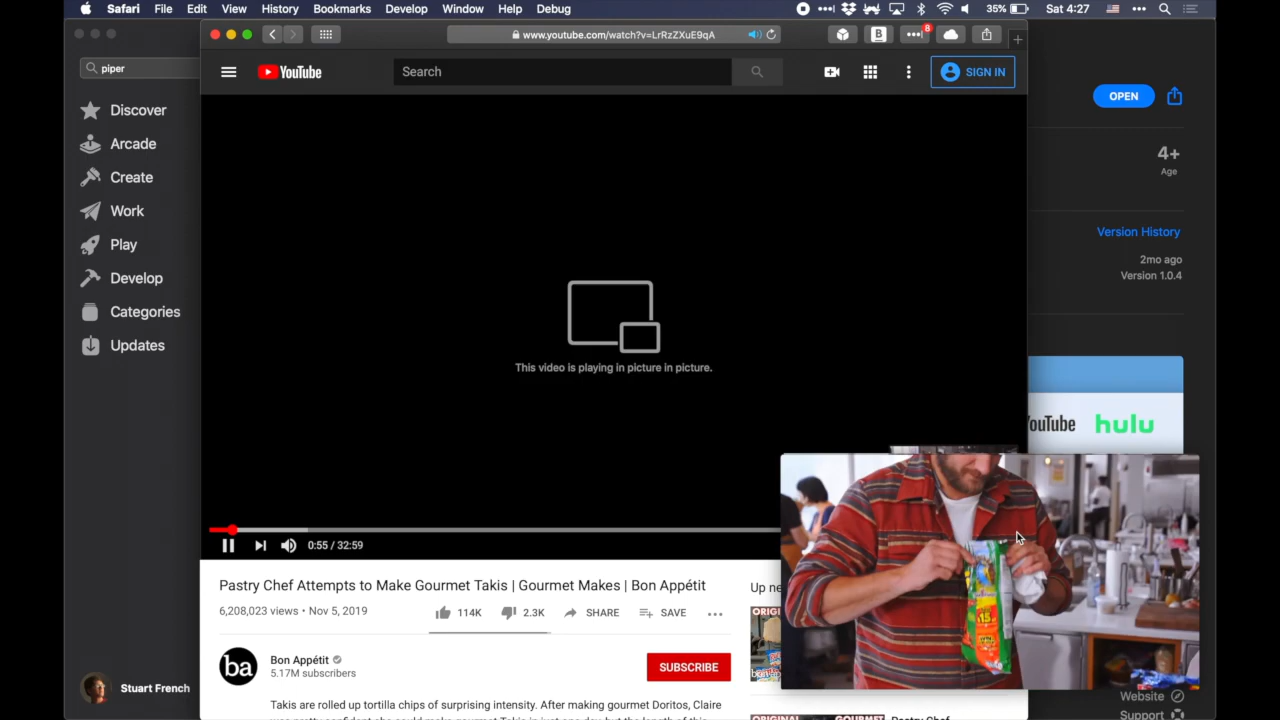 Safari File Edit View History Bookmarks Develop Window Help Debug
35% Sat 4:27
www.youtube.com/watch?v=LrRzZXuE9qA
B
8
piper
YouTube
Search
SIGN IN
OPEN
Discover
Arcade
Create
Work
Play
Develop
Categories
Updates
4+
Age
Version History
2mo ago
Version 1.0.4
This video is playing in picture in picture.
YouTube
hulu
0:55 / 32:59
Pastry Chef Attempts to Make Gourmet Takis | Gourmet Makes | Bon Appétit
6,208,023 views • Nov 5, 2019
114K
2.3K
SHARE
SAVE
Up ne
ba
Bon Appétit
5.17M subscribers
SUBSCRIBE
Stuart French
Takis are rolled up tortilla chips of surprising intensity. After making gourmet Doritos, Claire
Website
Support
ORIGINAL
GOURMET
Pastry Chef